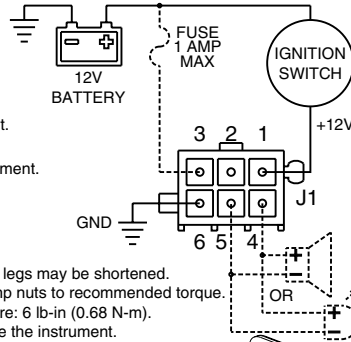 FUSE
1 AMP
MAX
IGNITION
SWITCH
12V
BATTERY
+12V
t.
ment.
3 2 1
J1
GND
6 5 4
legs may be shortened.
mp nuts to recommended torque.
OR
re: 6 lb-in (0.68 N-m).
e the instrument.